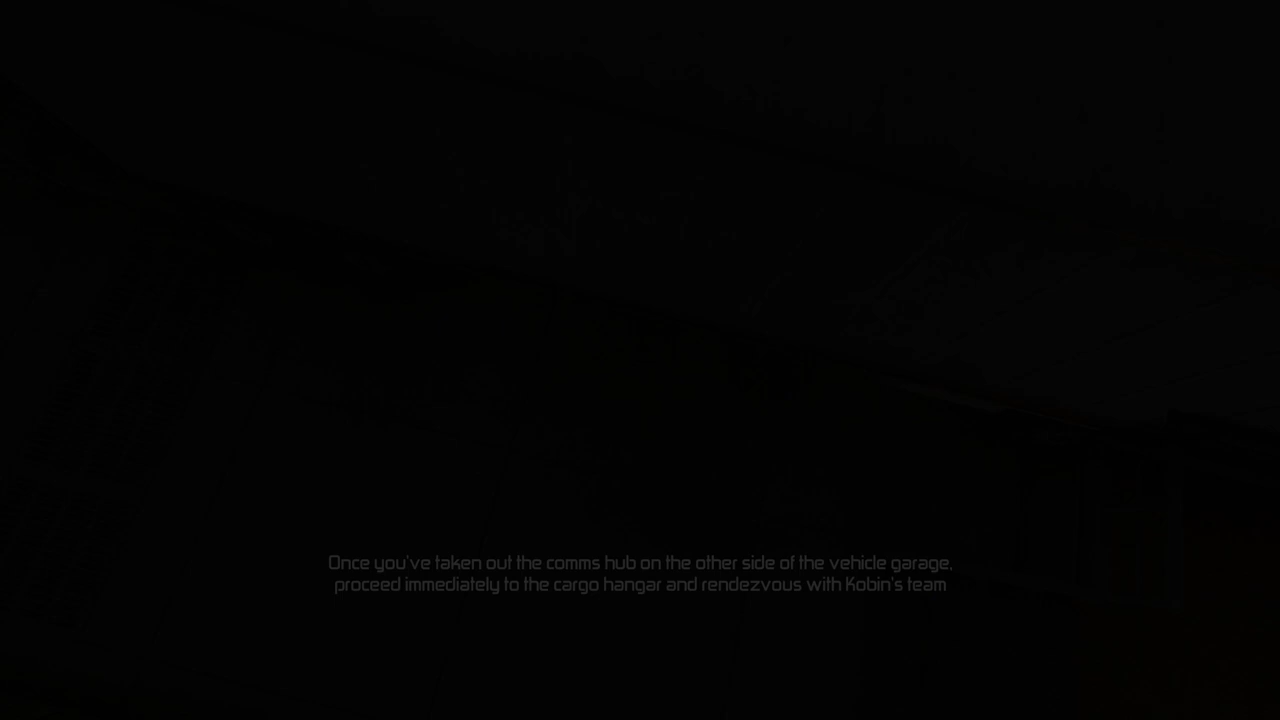 Once you've taken out the comms hub on the other side of the vehicle garage,
proceed immediately to the cargo hangar and rendezvous with Kobin's team